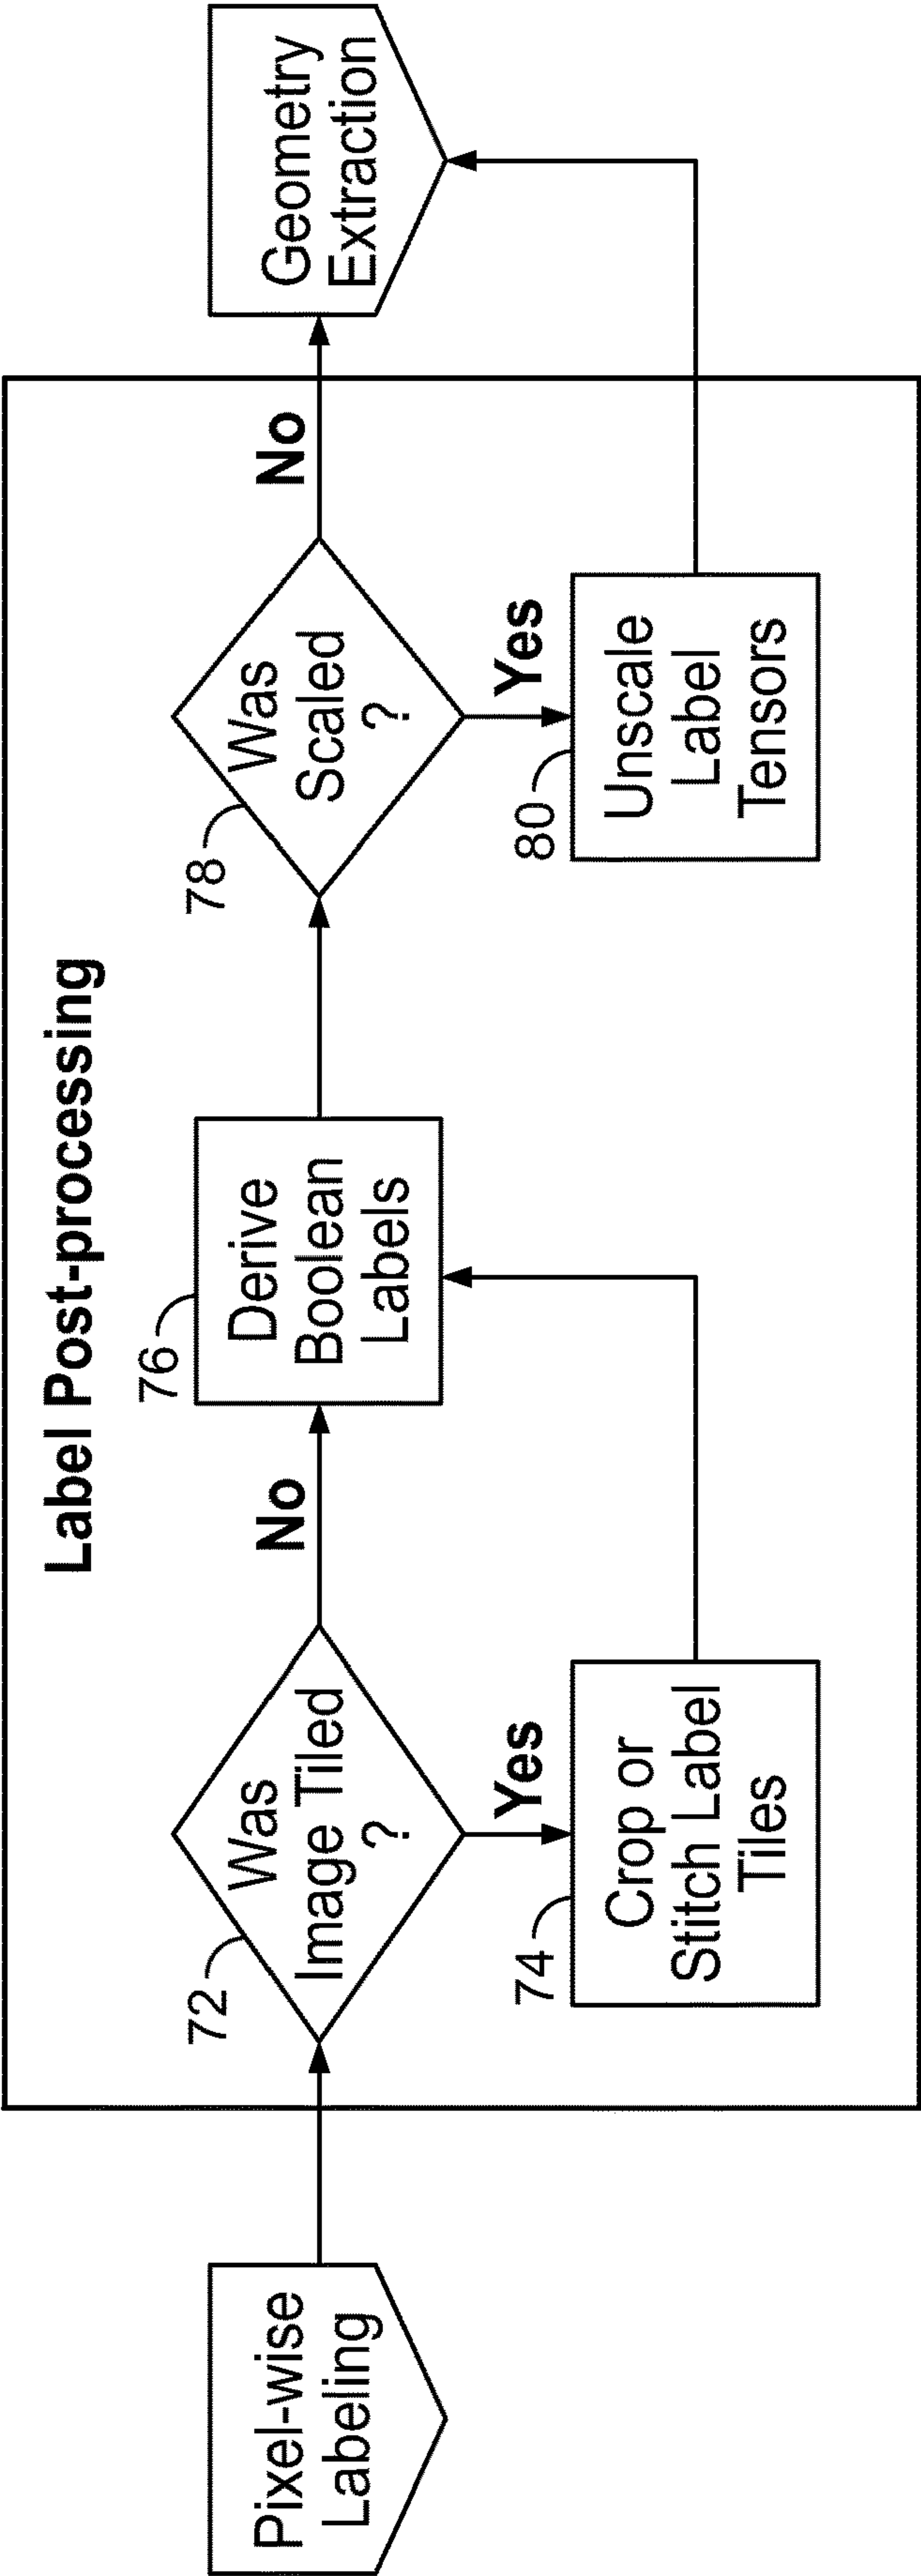 Label Post-processing
Pixel-wise
Labeling
72
Was
Image Tiled
?
No
Yes
74
Crop or
Stitch Label
Tiles
76
Derive
Boolean
Labels
78
Was
Scaled
?
No
Yes
80
Unscale
Label
Tensors
Geometry
Extraction